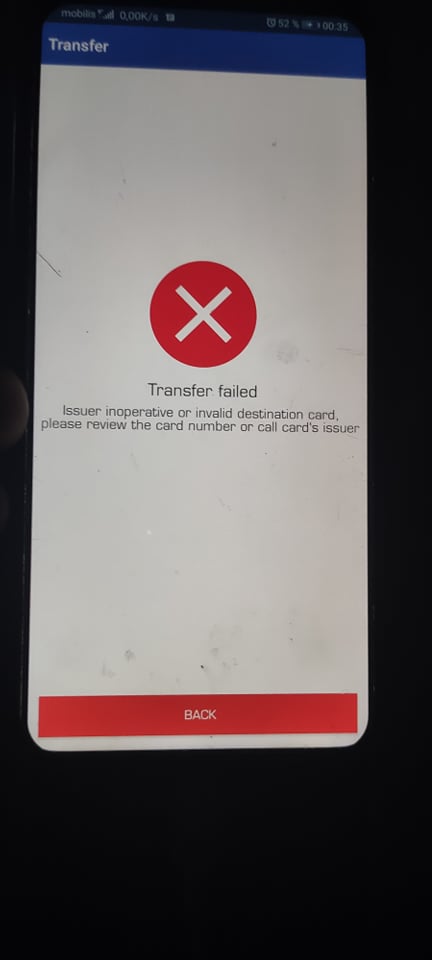 mobilis 0,00K/s 52 % 00:35
Transfer
Transfer failed
Issuer inoperative or invalid destination card,
please review the card number or call card's issuer
BACK